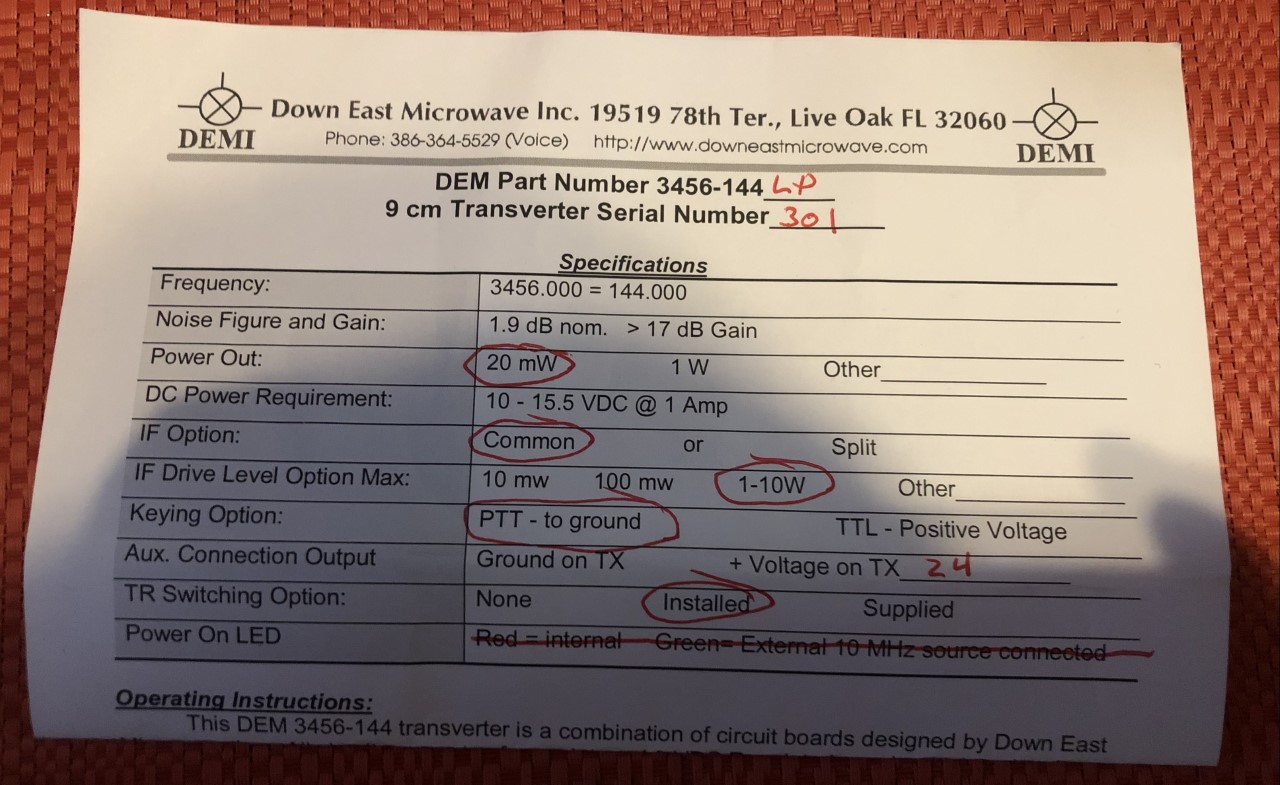 Down East Microwave Inc. 19519 78th Ter., Live Oak FL 32060
DEMI Phone: 386-364-5529 (Voice) http://www.downeastmicrowave.com DEMI
DEM Part Number 3456-144 LP
9 cm Transverter Serial Number 301
Specifications
Frequency: 3456.000 = 144.000
Noise Figure and Gain: 1.9 dB nom. > 17 dB Gain
Power Out: 20 mW 1 W Other
DC Power Requirement: 10 - 15.5 VDC @ 1 Amp
IF Option: Common or Split
IF Drive Level Option Max: 10 mw 100 mw 1-10W Other
Keying Option: PTT - to ground TTL - Positive Voltage
Aux. Connection Output Ground on TX + Voltage on TX 24
TR Switching Option: None Installed Supplied
Power On LED Red = internal Green= External 10 MHz source connected
Operating Instructions:
This DEM 3456-144 transverter is a combination of circuit boards designed by Down East